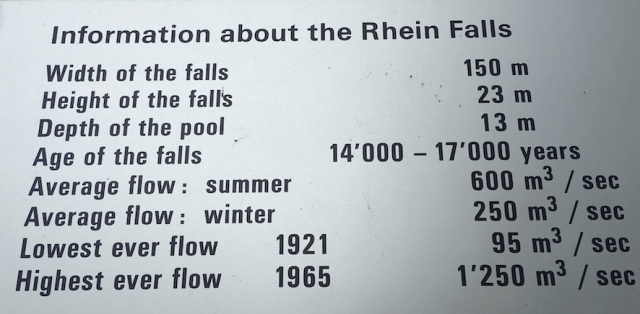 Information about the Rhein Falls
Width of the falls 150 m
Height of the falls 23 m
Depth of the pool 13 m
Age of the falls 14'000 – 17'000 years
Average flow : summer 600 m³ / sec
Average flow : winter 250 m³ / sec
Lowest ever flow 1921 95 m³ / sec
Highest ever flow 1965 1'250 m³ / sec